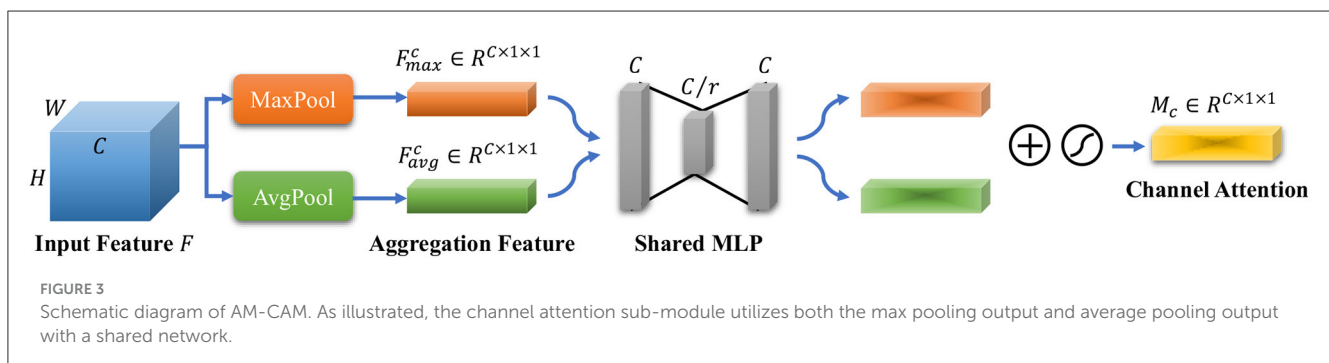 F^c_max ∈ R^{C×1×1}
C
C
C/r
W
MaxPool
M_c ∈ R^{C×1×1}
C
H
F^c_avg ∈ R^{C×1×1}
AvgPool
Channel Attention
Input Feature F
Aggregation Feature
Shared MLP
FIGURE 3
Schematic diagram of AM-CAM. As illustrated, the channel attention sub-module utilizes both the max pooling output and average pooling output
with a shared network.